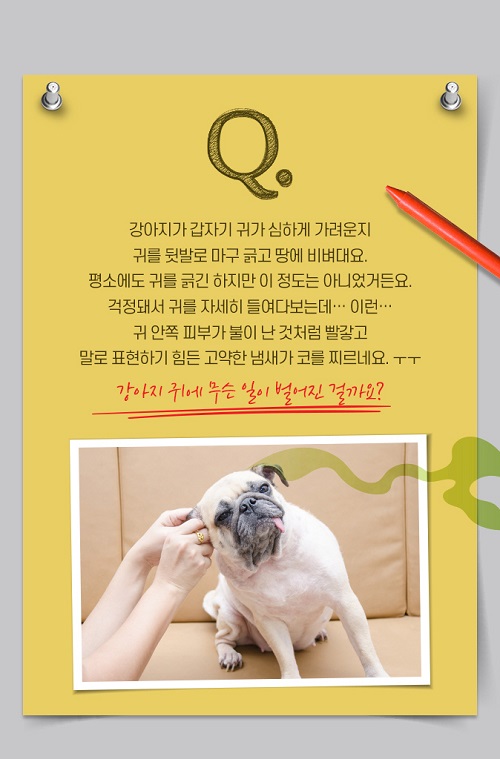 Q.
강아지가 갑자기 귀가 심하게 가려운지
귀를 뒷발로 마구 긁고 땅에 비벼대요.
평소에도 귀를 긁긴 하지만 이 정도는 아니었거든요.
걱정돼서 귀를 자세히 들여다보는데… 이런…
귀 안쪽 피부가 불이 난 것처럼 빨갛고
말로 표현하기 힘든 고약한 냄새가 코를 찌르네요. ㅜㅜ
강아지 귀에 무슨 일이 벌어진 걸까요?